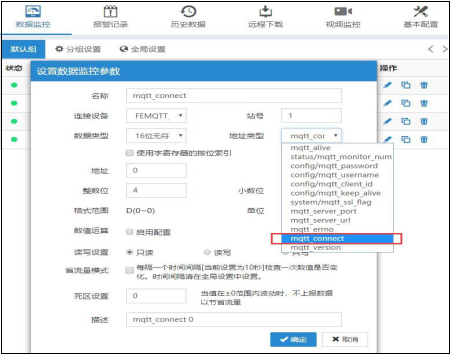 数据监控 报警记录 历史数据 远程下载 视频监控 基本配置
默认组 分组设置 全局设置
状态 操作
设置数据监控参数
名称 mqtt_connect
连接设备 FEMQTT_ 站号 1
数据类型 16位无符 地址类型 mqtt_coi
使用字寄存器的按位索引
地址 0
整数位 4 小数位
格式范围 D(0~0) 单位
数值运算 启用配置
读写设置 只读 读写 只写
省流量模式 每隔一个时间间隔[当前设置为10秒]检查一次数值是否变
化。时间间隔请在全局设置中设置。
死区设置 0 当值在±0范围内波动时，不上报数据
以节省流量
描述 mqtt_connect 0
确定 取消
mqtt_alive
status/mqtt_monitor_num
config/mqtt_password
config/mqtt_username
config/mqtt_client_id
config/mqtt_keep_alive
system/mqtt_ssl_flag
mqtt_server_port
mqtt_server_url
mqtt_errno
mqtt_connect
mqtt_version